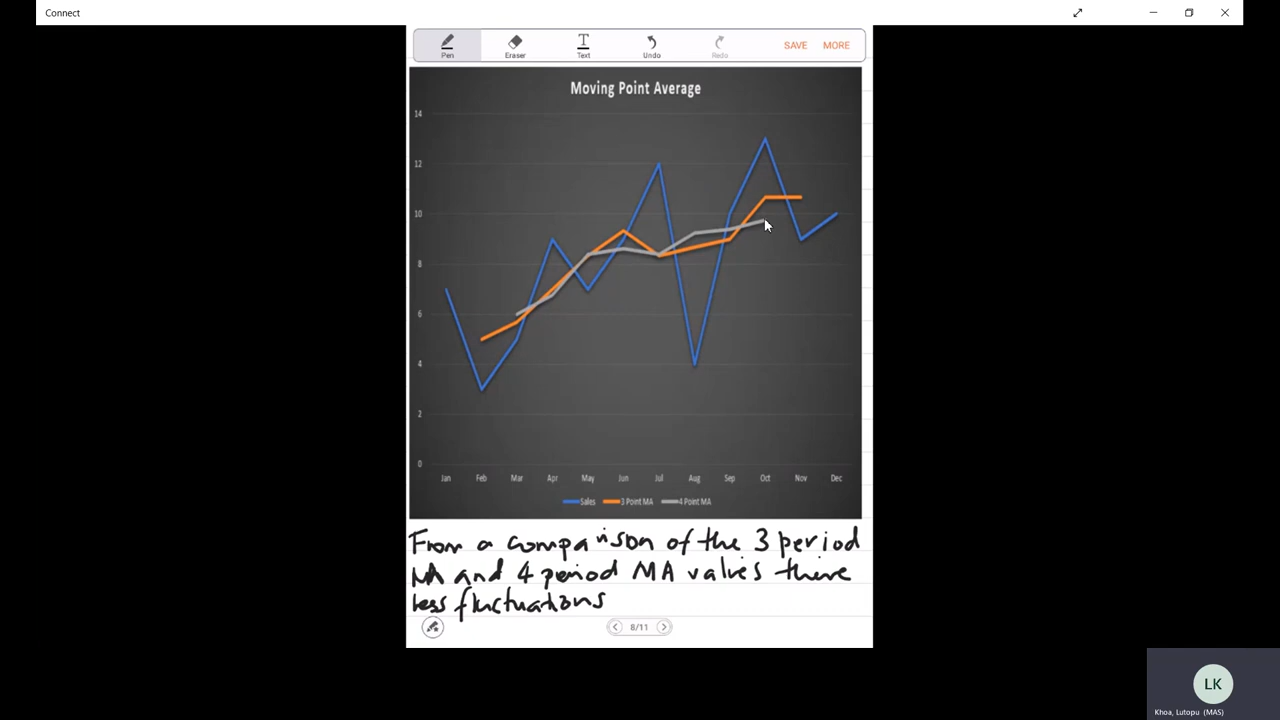 Connect
Pen
Eraser
Text
Undo
Redo
SAVE
MORE
Moving Point Average
14
12
10
8
6
4
2
0
Jan Feb Mar Apr May Jun Jul Aug Sep Oct Nov Dec
Sales 3 Point MA 4 Point MA
From a comparison of the 3 period
MA and 4 period MA values there
less fluctuations
8/11
LK
Khoa, Lutopu (MAS)